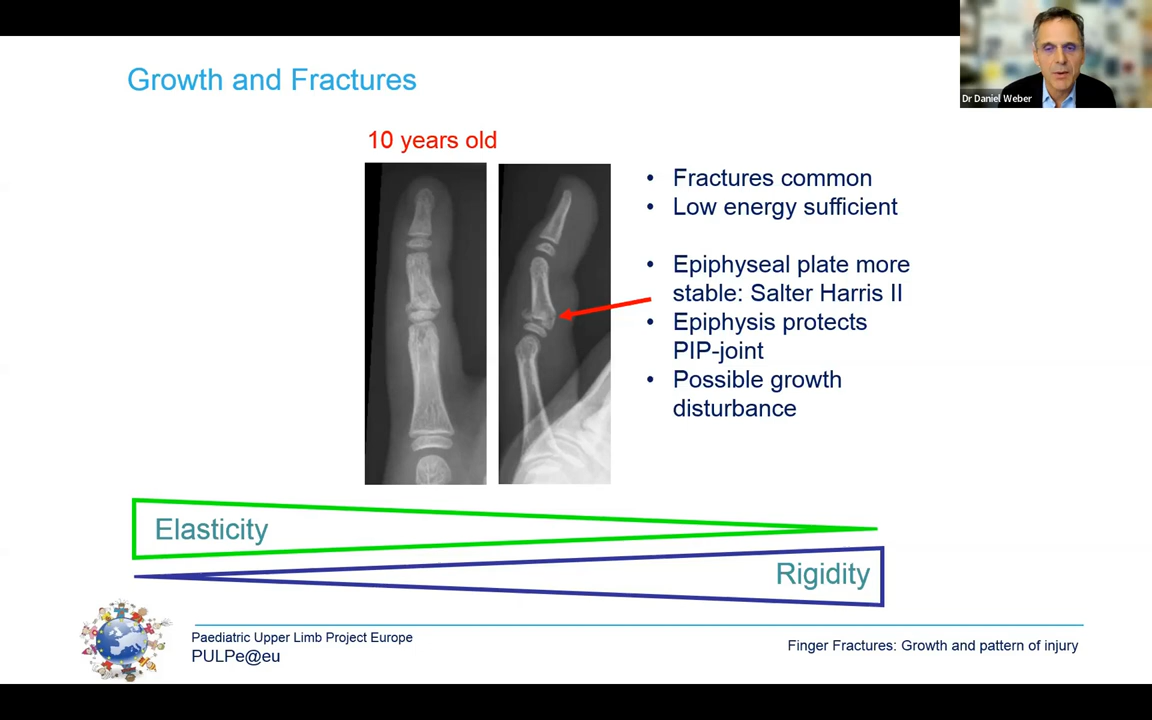 Growth and Fractures
Dr Daniel Weber
10 years old
• Fractures common
• Low energy sufficient
• Epiphyseal plate more
stable: Salter Harris II
• Epiphysis protects
PIP-joint
• Possible growth
disturbance
Elasticity
Rigidity
Paediatric Upper Limb Project Europe
PULPe@eu
Finger Fractures: Growth and pattern of injury